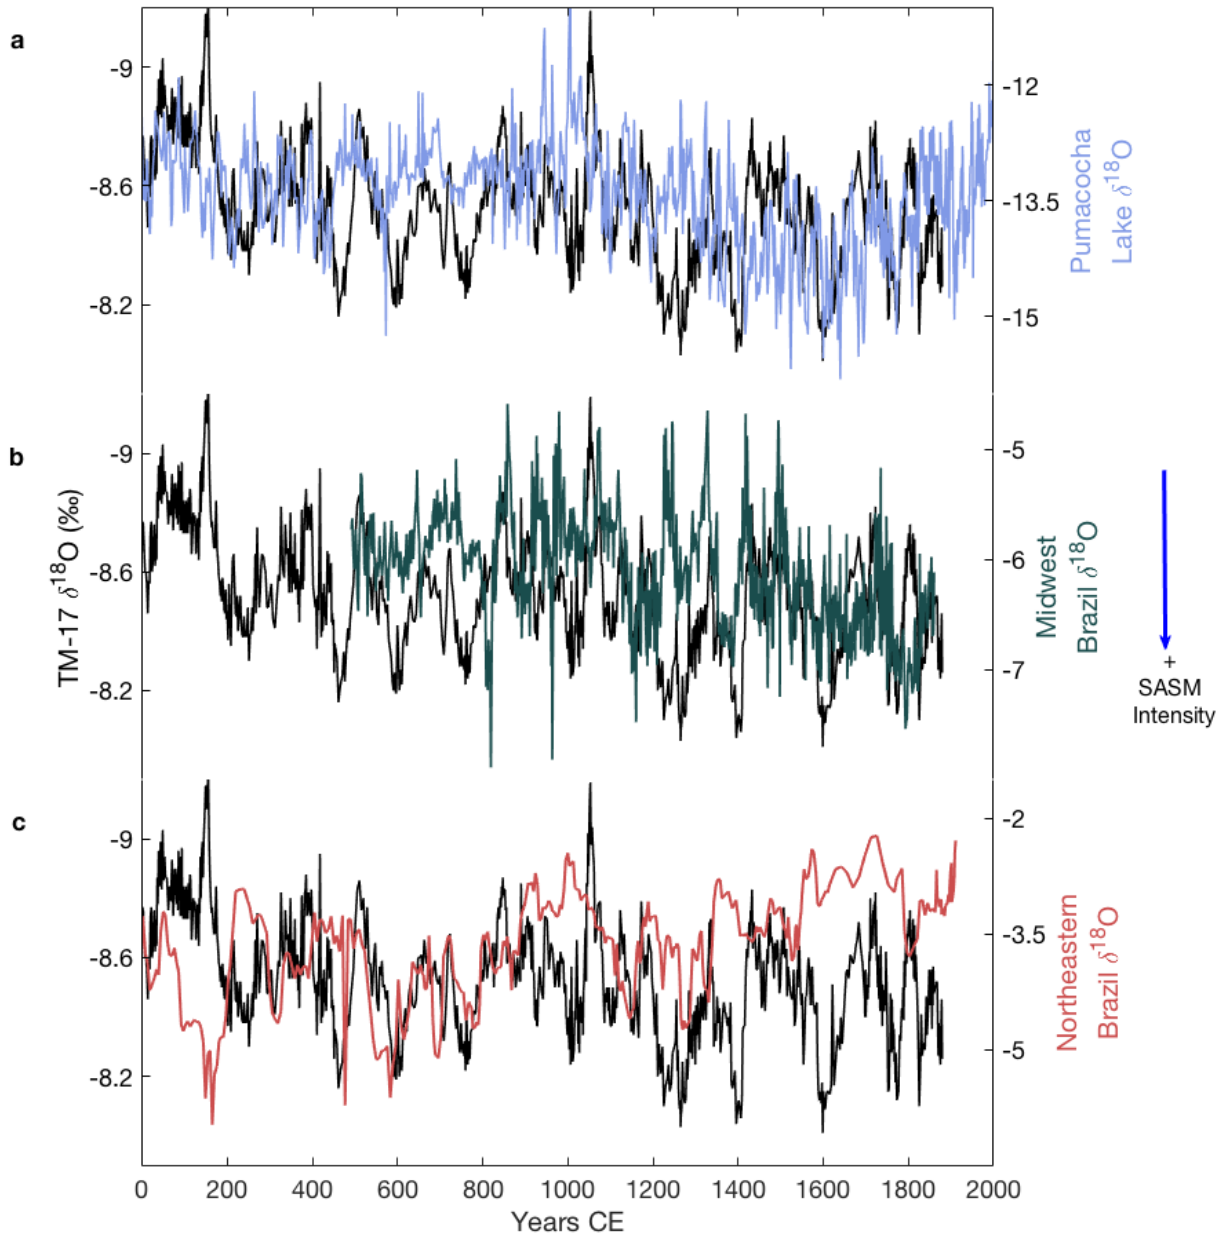 a
-9
-8.6
-8.2
-12
-13.5
-15
Pumacocha
Lake δ¹⁸O
b
-9
-8.6
-8.2
TM-17 δ¹⁸O (‰)
-5
-6
-7
Midwest
Brazil δ¹⁸O
+
SASM
Intensity
c
-9
-8.6
-8.2
-2
-3.5
-5
Northeastern
Brazil δ¹⁸O
0 200 400 600 800 1000 1200 1400 1600 1800 2000
Years CE